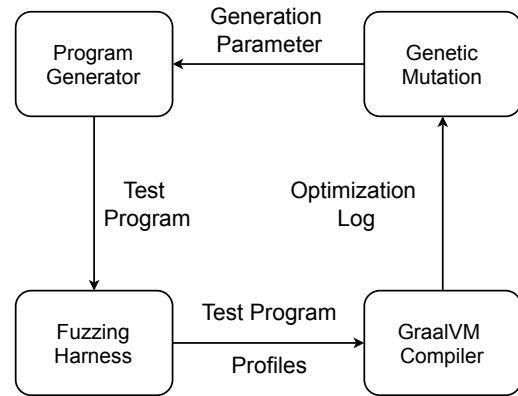 Generation
Parameter
Program
Generator
Genetic
Mutation
Test
Program
Optimization
Log
Fuzzing
Harness
Test Program
Profiles
GraalVM
Compiler